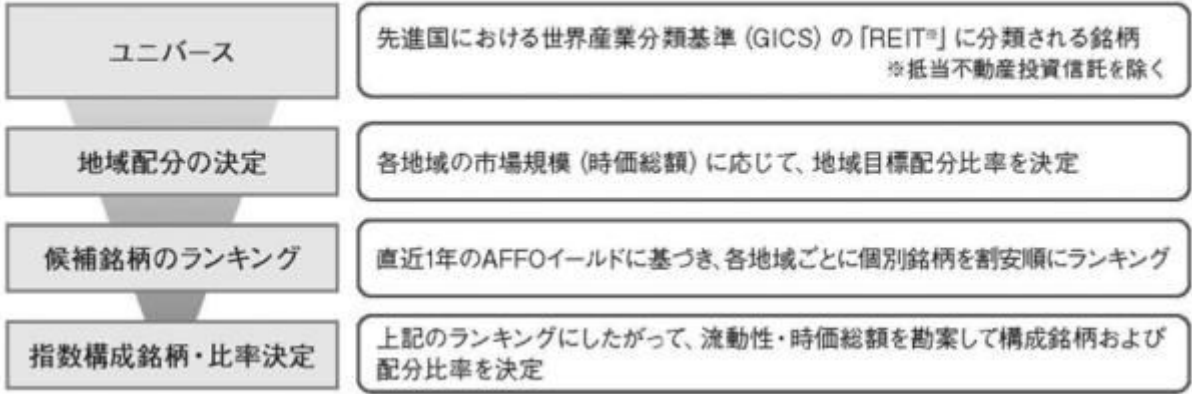 ユニバース
先進国における世界産業分類基準（GICS）の「REIT※」に分類される銘柄
※抵当不動産投資信託を除く
地域配分の決定
各地域の市場規模（時価総額）に応じて、地域目標配分比率を決定
候補銘柄のランキング
直近1年のAFFOイールドに基づき、各地域ごとに個別銘柄を割安順にランキング
指数構成銘柄・比率決定
上記のランキングにしたがって、流動性・時価総額を勘案して構成銘柄および
配分比率を決定